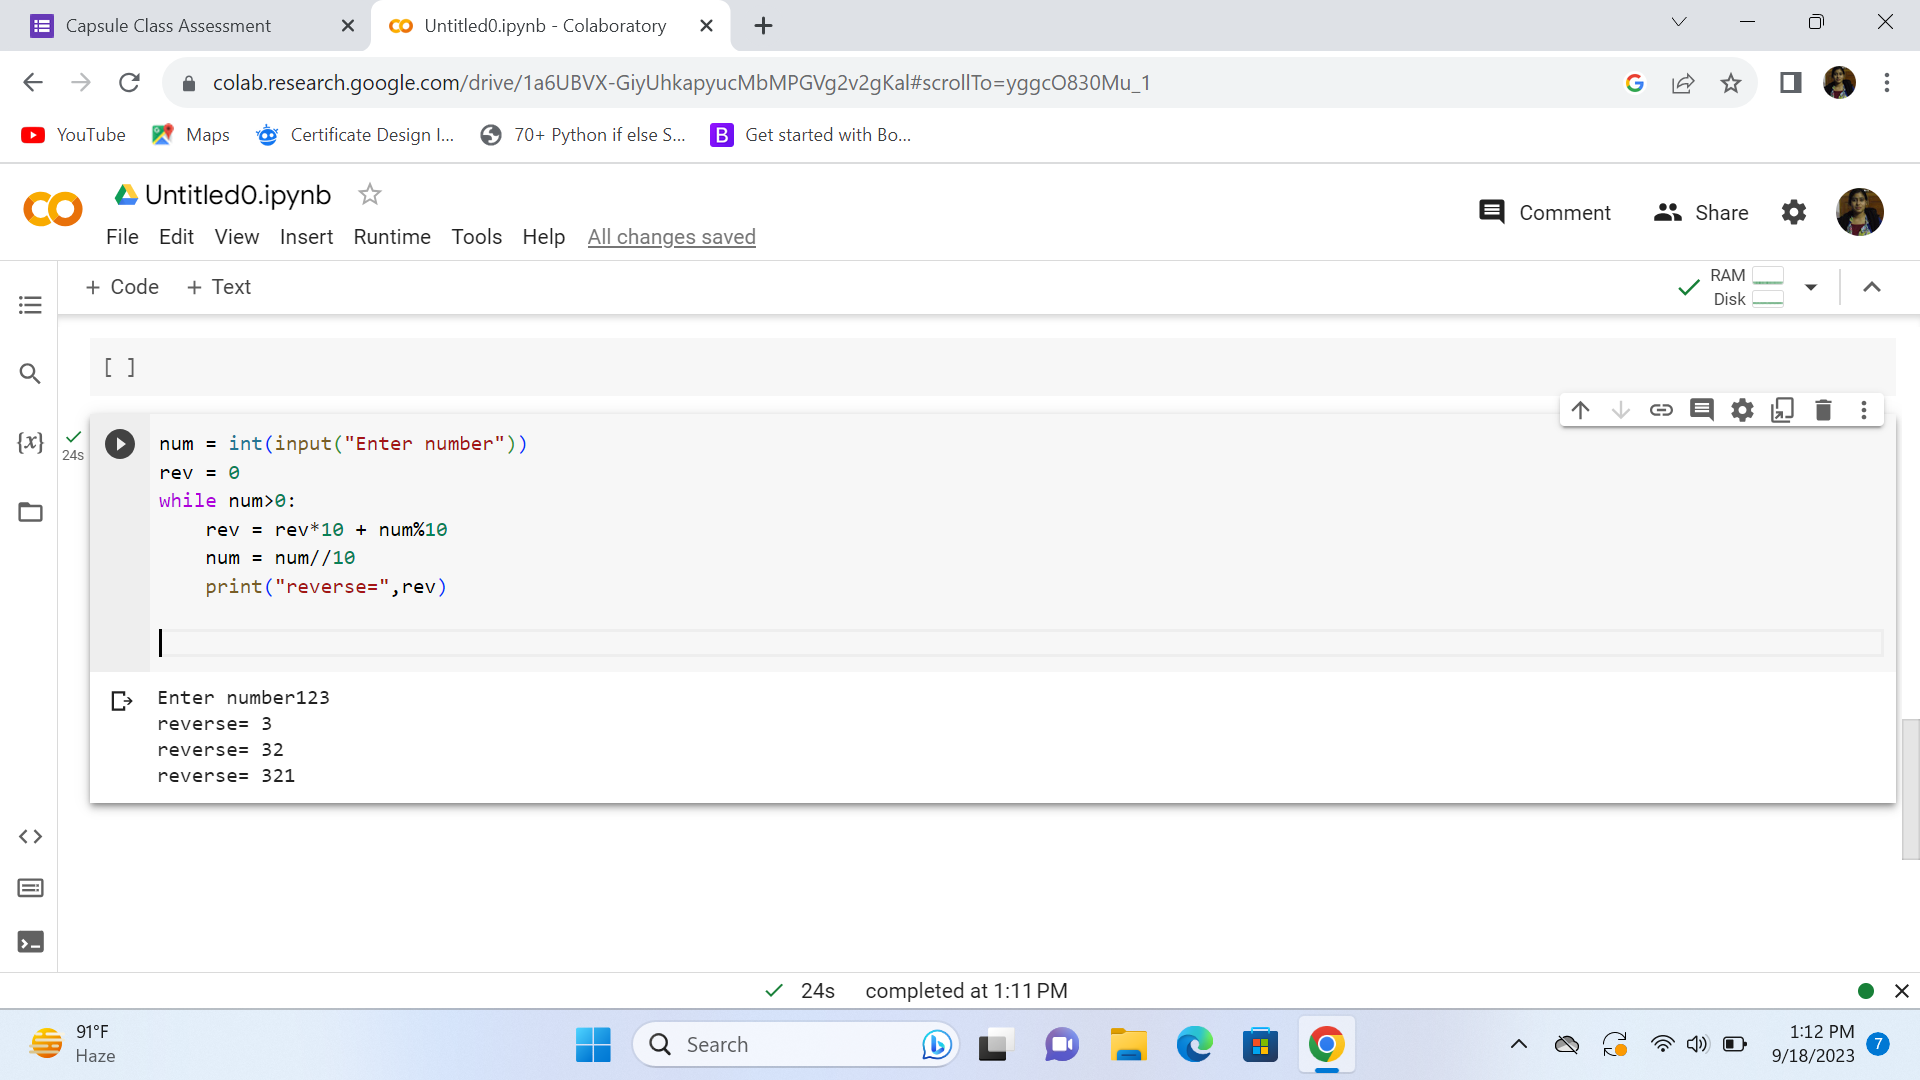 Capsule Class Assessment
Untitled0.ipynb - Colaboratory
colab.research.google.com/drive/1a6UBVX-GiyUhkapyucMbMPGVg2v2gKal#scrollTo=yggcO830Mu_1
YouTube Maps Certificate Design I... 70+ Python if else S... B Get started with Bo...
Untitled0.ipynb
Comment Share
File Edit View Insert Runtime Tools Help All changes saved
+ Code + Text
RAM
Disk
[ ]
{x}
24s
num = int(input("Enter number"))
rev = 0
while num>0:
    rev = rev*10 + num%10
    num = num//10
    print("reverse=",rev)
Enter number123
reverse= 3
reverse= 32
reverse= 321
24s completed at 1:11 PM
91°F
Haze
Search
1:12 PM
9/18/2023
7